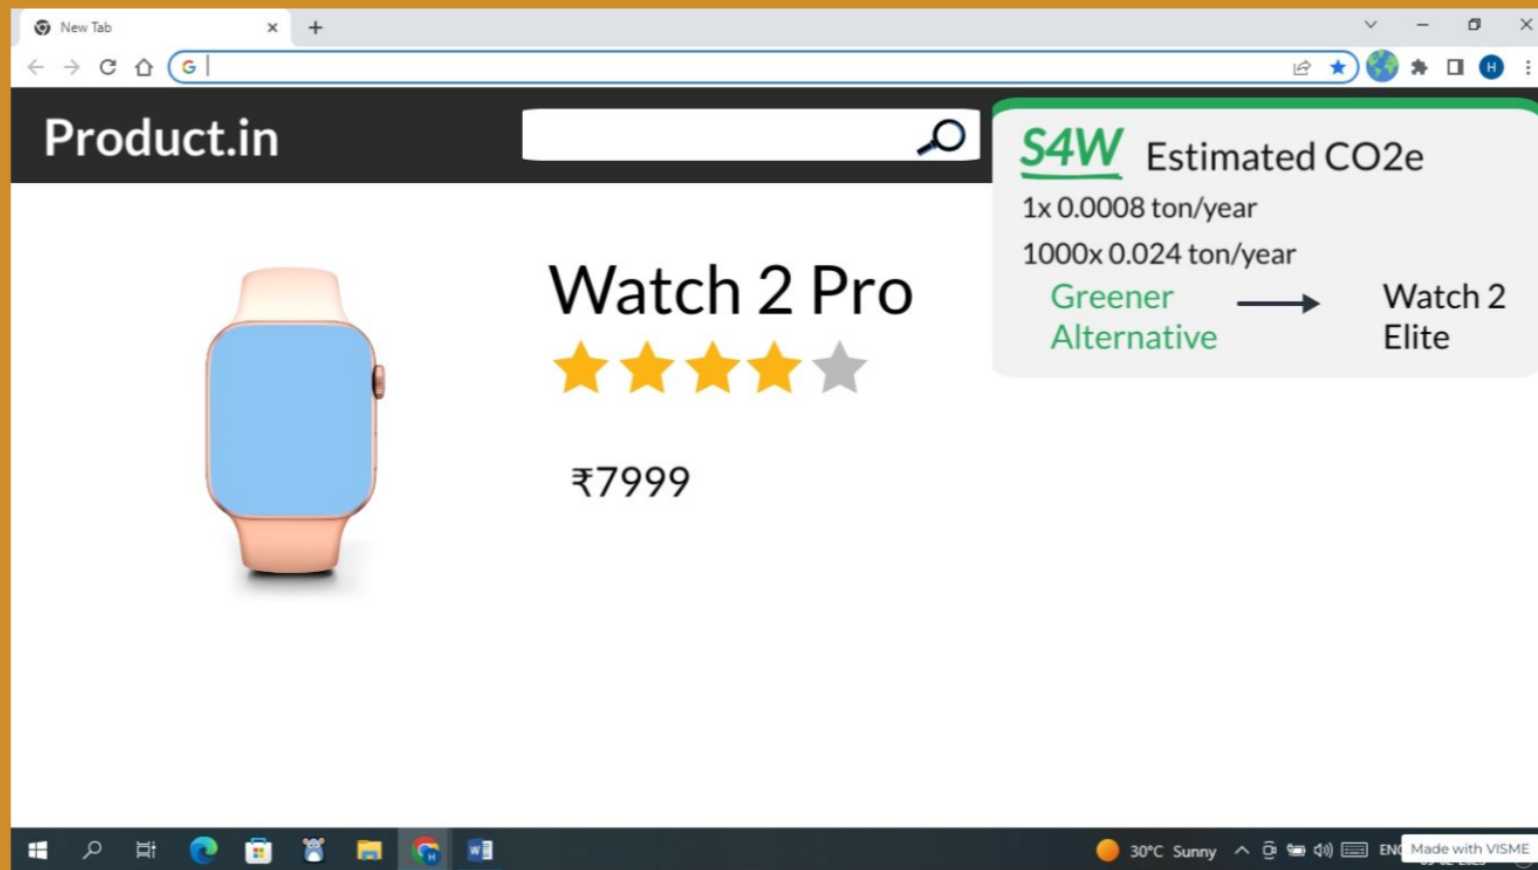 New Tab
Product.in
S4W Estimated CO2e
1x 0.0008 ton/year
1000x 0.024 ton/year
Greener
Alternative
Watch 2
Elite
Watch 2 Pro
₹7999
H
30°C Sunny
ENG
Made with VISME